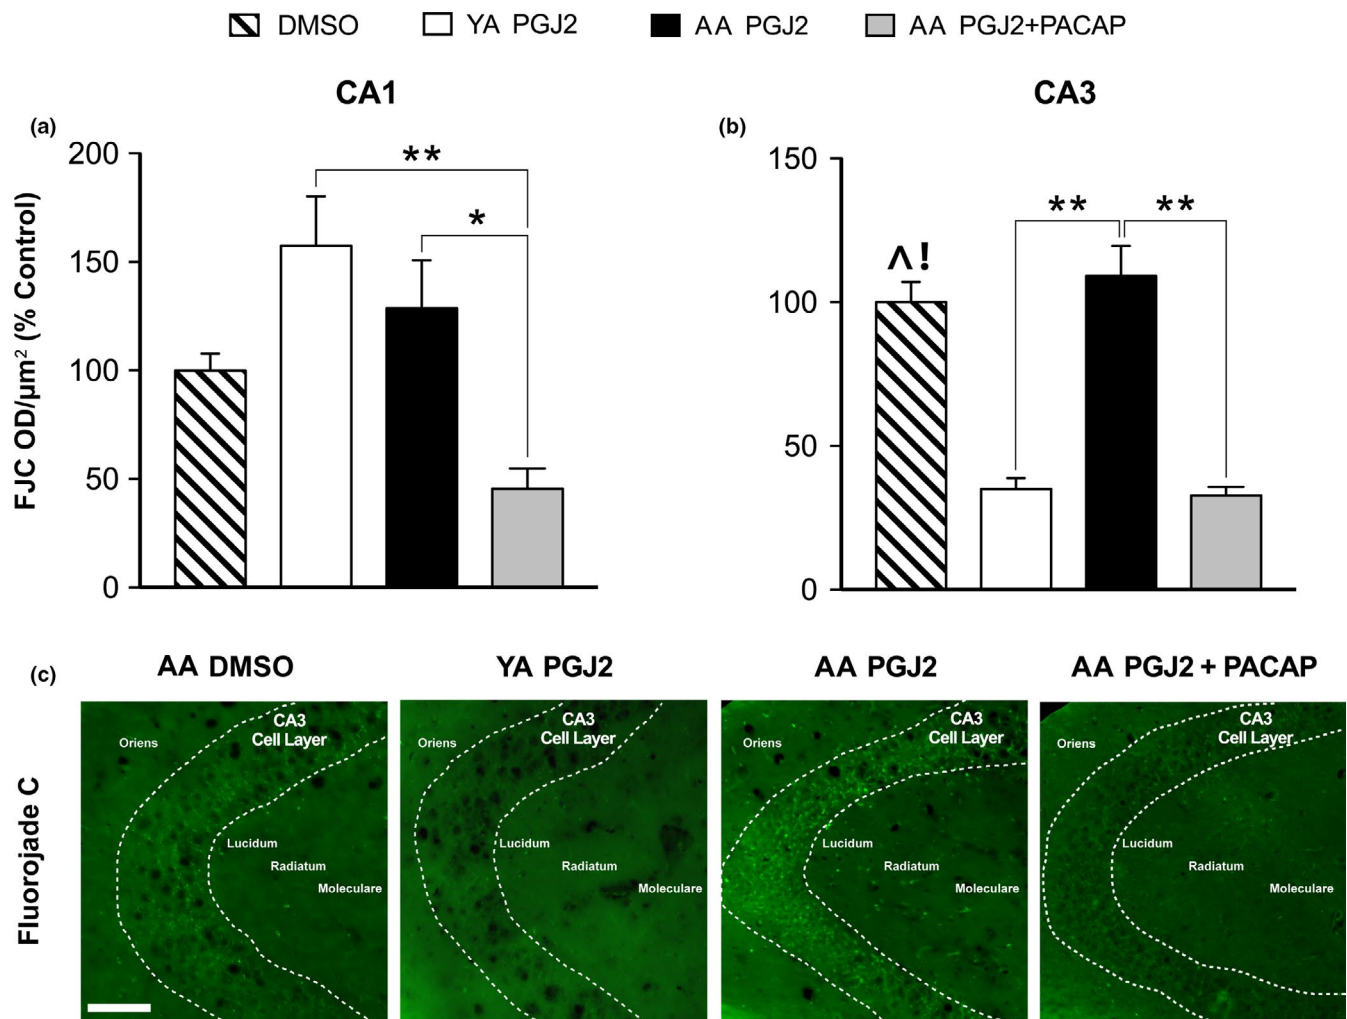 DMSO YA PGJ2 AA PGJ2 AA PGJ2+PACAP
CA1
CA3
(a)
(b)
FJC OD/µm² (% Control)
200
150
100
50
0
**
*
150
100
50
0
^!
**
**
(c)
AA DMSO
YA PGJ2
AA PGJ2
AA PGJ2 + PACAP
Fluorojade C
CA3
Cell Layer
Oriens
Lucidum
Radiatum
Moleculare
CA3
Cell Layer
Oriens
Lucidum
Radiatum
Moleculare
CA3
Cell Layer
Oriens
Lucidum
Radiatum
Moleculare
CA3
Cell Layer
Oriens
Lucidum
Radiatum
Moleculare